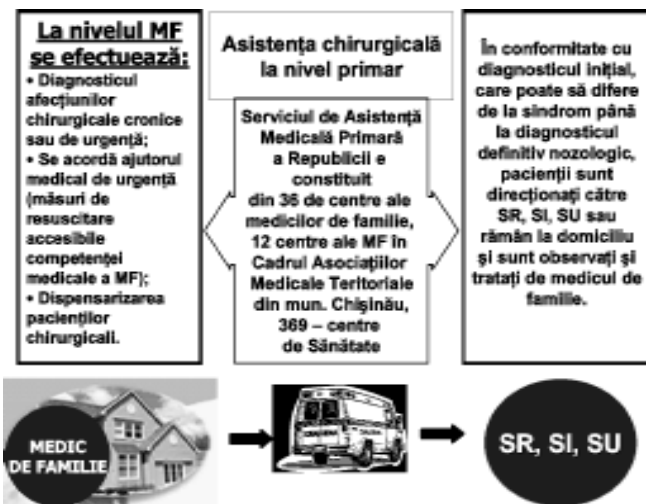 La nivelul MF
se efectuează:
• Diagnosticul
afecțiunilor
chirurgicale cronice
sau de urgență;
• Se acordă ajutorul
medical de urgență
(măsuri de
resuscitare
accesibile
competenței
medicale a MF);
• Dispensarizarea
pacienților
chirurgicali.
Asistența chirurgicală
la nivel primar
Serviciul de Asistență
Medicală Primară
a Republicii e
constituit
din 36 de centre ale
medicilor de familie,
12 centre ale MF în
Cadrul Asociațiilor
Medicale Teritoriale
din mun. Chișinău,
369 – centre
de Sănătate
În conformitate cu
diagnosticul inițial,
care poate să difere
de la sindrom până
la diagnosticul
definitiv nozologic,
pacienții sunt
direcționați către
SR, SI, SU sau
rămân la domiciliu
și sunt observați și
tratați de medicul de
familie.
MEDIC
DE FAMILIE
SR, SI, SU